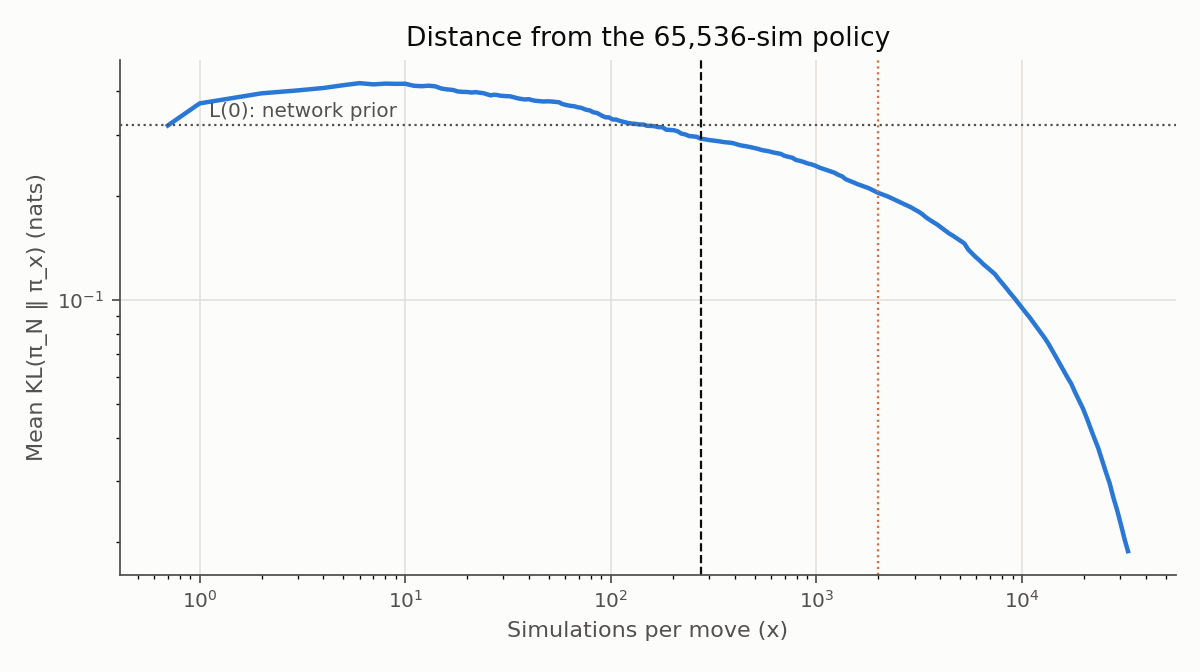 Distance from the 65,536-sim policy
L(0): network prior
Mean KL(π_N ∥ π_x) (nats)
10⁻¹
10⁰ 10¹ 10² 10³ 10⁴
Simulations per move (x)